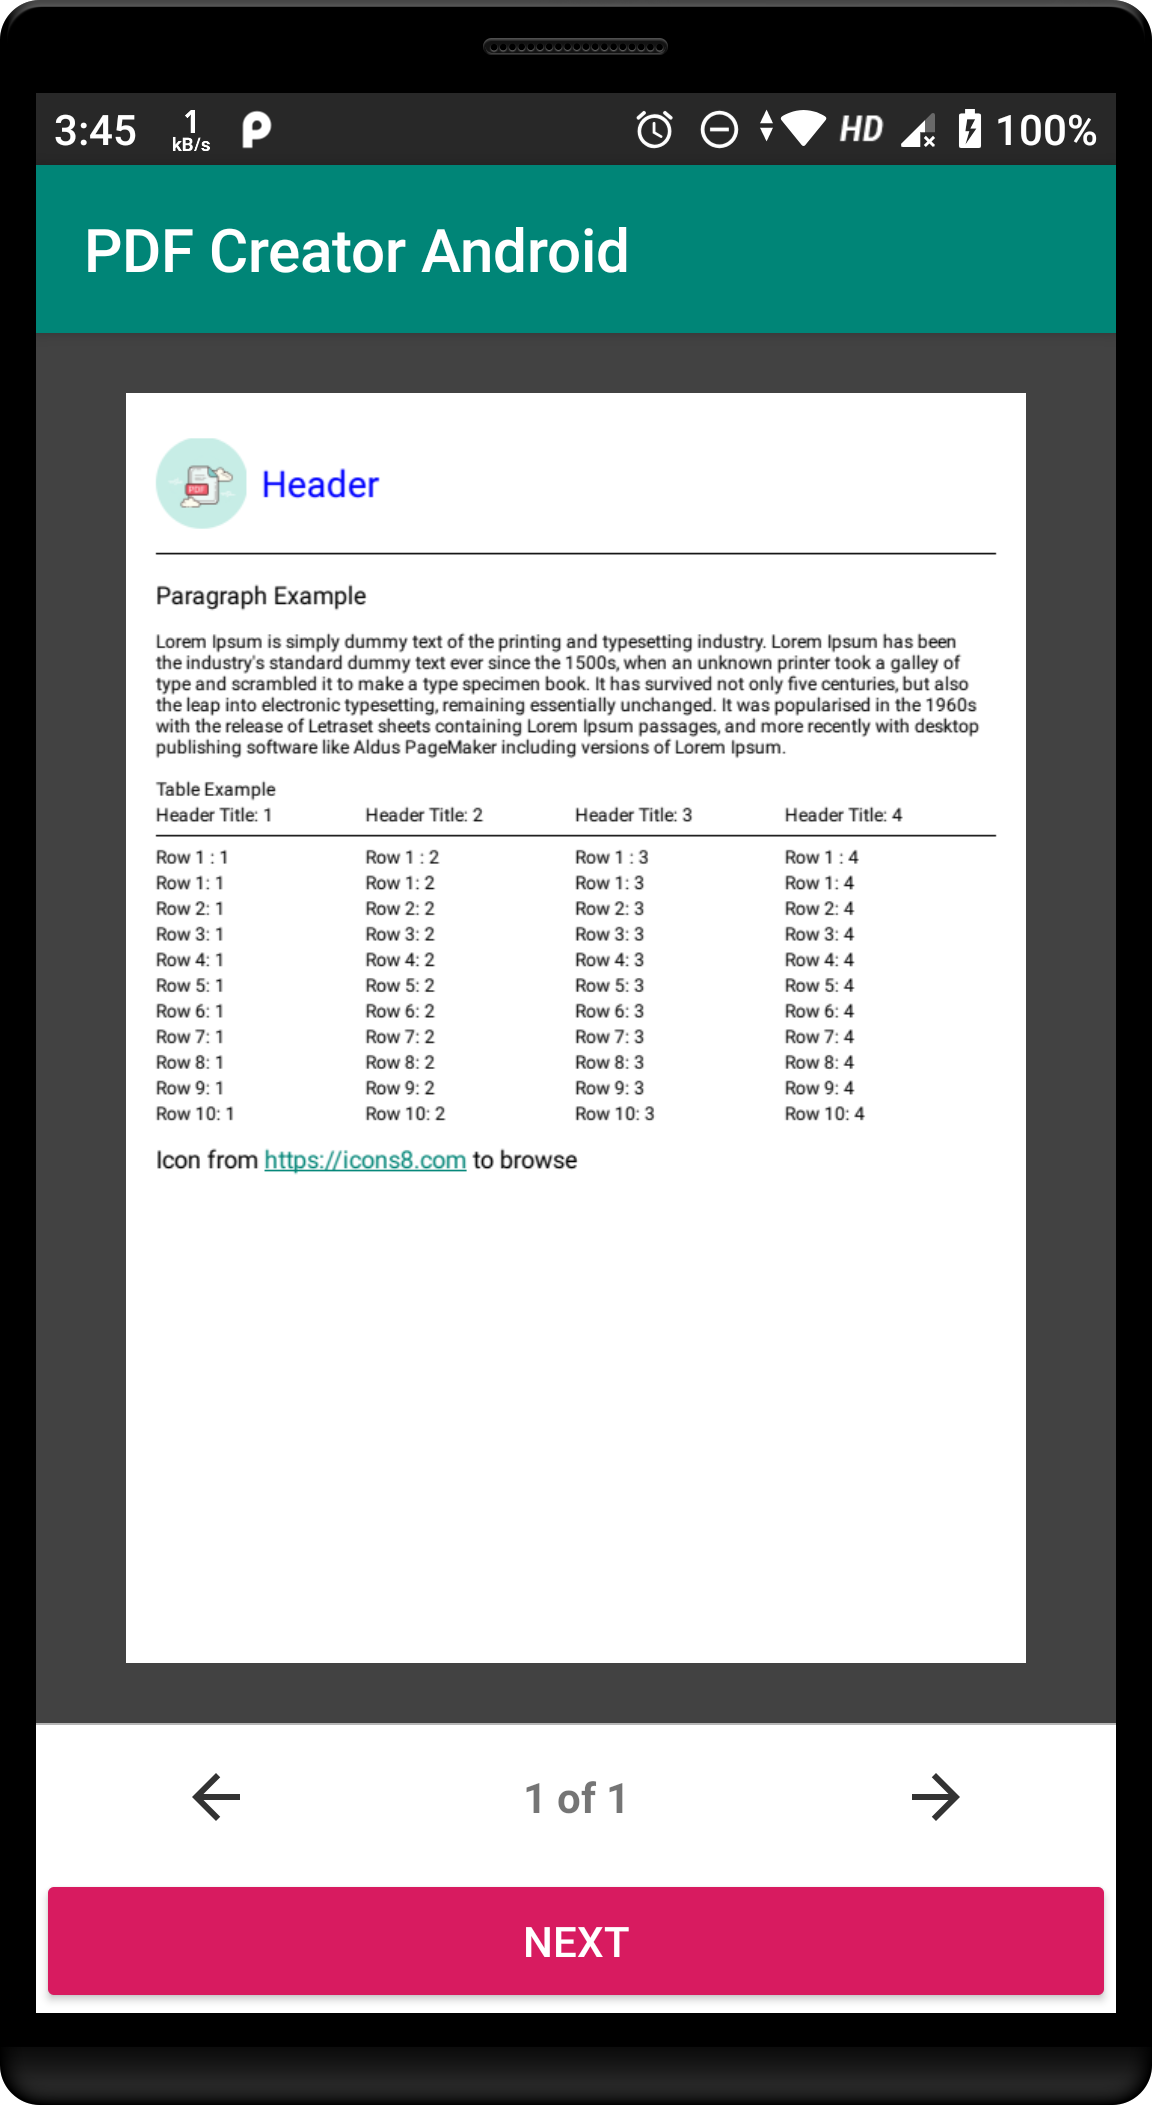 3:45 1 kB/s HD 100%
PDF Creator Android
PDF
Header
Paragraph Example
Lorem Ipsum is simply dummy text of the printing and typesetting industry. Lorem Ipsum has been
the industry's standard dummy text ever since the 1500s, when an unknown printer took a galley of
type and scrambled it to make a type specimen book. It has survived not only five centuries, but also
the leap into electronic typesetting, remaining essentially unchanged. It was popularised in the 1960s
with the release of Letraset sheets containing Lorem Ipsum passages, and more recently with desktop
publishing software like Aldus PageMaker including versions of Lorem Ipsum.
Table Example
Header Title: 1 Header Title: 2 Header Title: 3 Header Title: 4
Row 1 : 1 Row 1 : 2 Row 1 : 3 Row 1 : 4
Row 1: 1 Row 1: 2 Row 1: 3 Row 1: 4
Row 2: 1 Row 2: 2 Row 2: 3 Row 2: 4
Row 3: 1 Row 3: 2 Row 3: 3 Row 3: 4
Row 4: 1 Row 4: 2 Row 4: 3 Row 4: 4
Row 5: 1 Row 5: 2 Row 5: 3 Row 5: 4
Row 6: 1 Row 6: 2 Row 6: 3 Row 6: 4
Row 7: 1 Row 7: 2 Row 7: 3 Row 7: 4
Row 8: 1 Row 8: 2 Row 8: 3 Row 8: 4
Row 9: 1 Row 9: 2 Row 9: 3 Row 9: 4
Row 10: 1 Row 10: 2 Row 10: 3 Row 10: 4
Icon from https://icons8.com to browse
1 of 1
NEXT